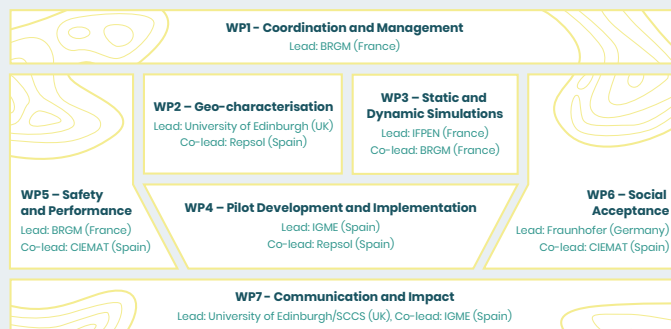 WP1 - Coordination and Management
Lead: BRGM (France)
WP2 – Geo-characterisation
Lead: University of Edinburgh (UK)
Co-lead: Repsol (Spain)
WP3 – Static and
Dynamic Simulations
Lead: IFPEN (France)
Co-lead: BRGM (France)
WP5 – Safety
and Performance
Lead: BRGM (France)
Co-lead: CIEMAT (Spain)
WP4 – Pilot Development and Implementation
Lead: IGME (Spain)
Co-lead: Repsol (Spain)
WP6 – Social
Acceptance
Lead: Fraunhofer (Germany)
Co-lead: CIEMAT (Spain)
WP7 - Communication and Impact
Lead: University of Edinburgh/SCCS (UK), Co-lead: IGME (Spain)